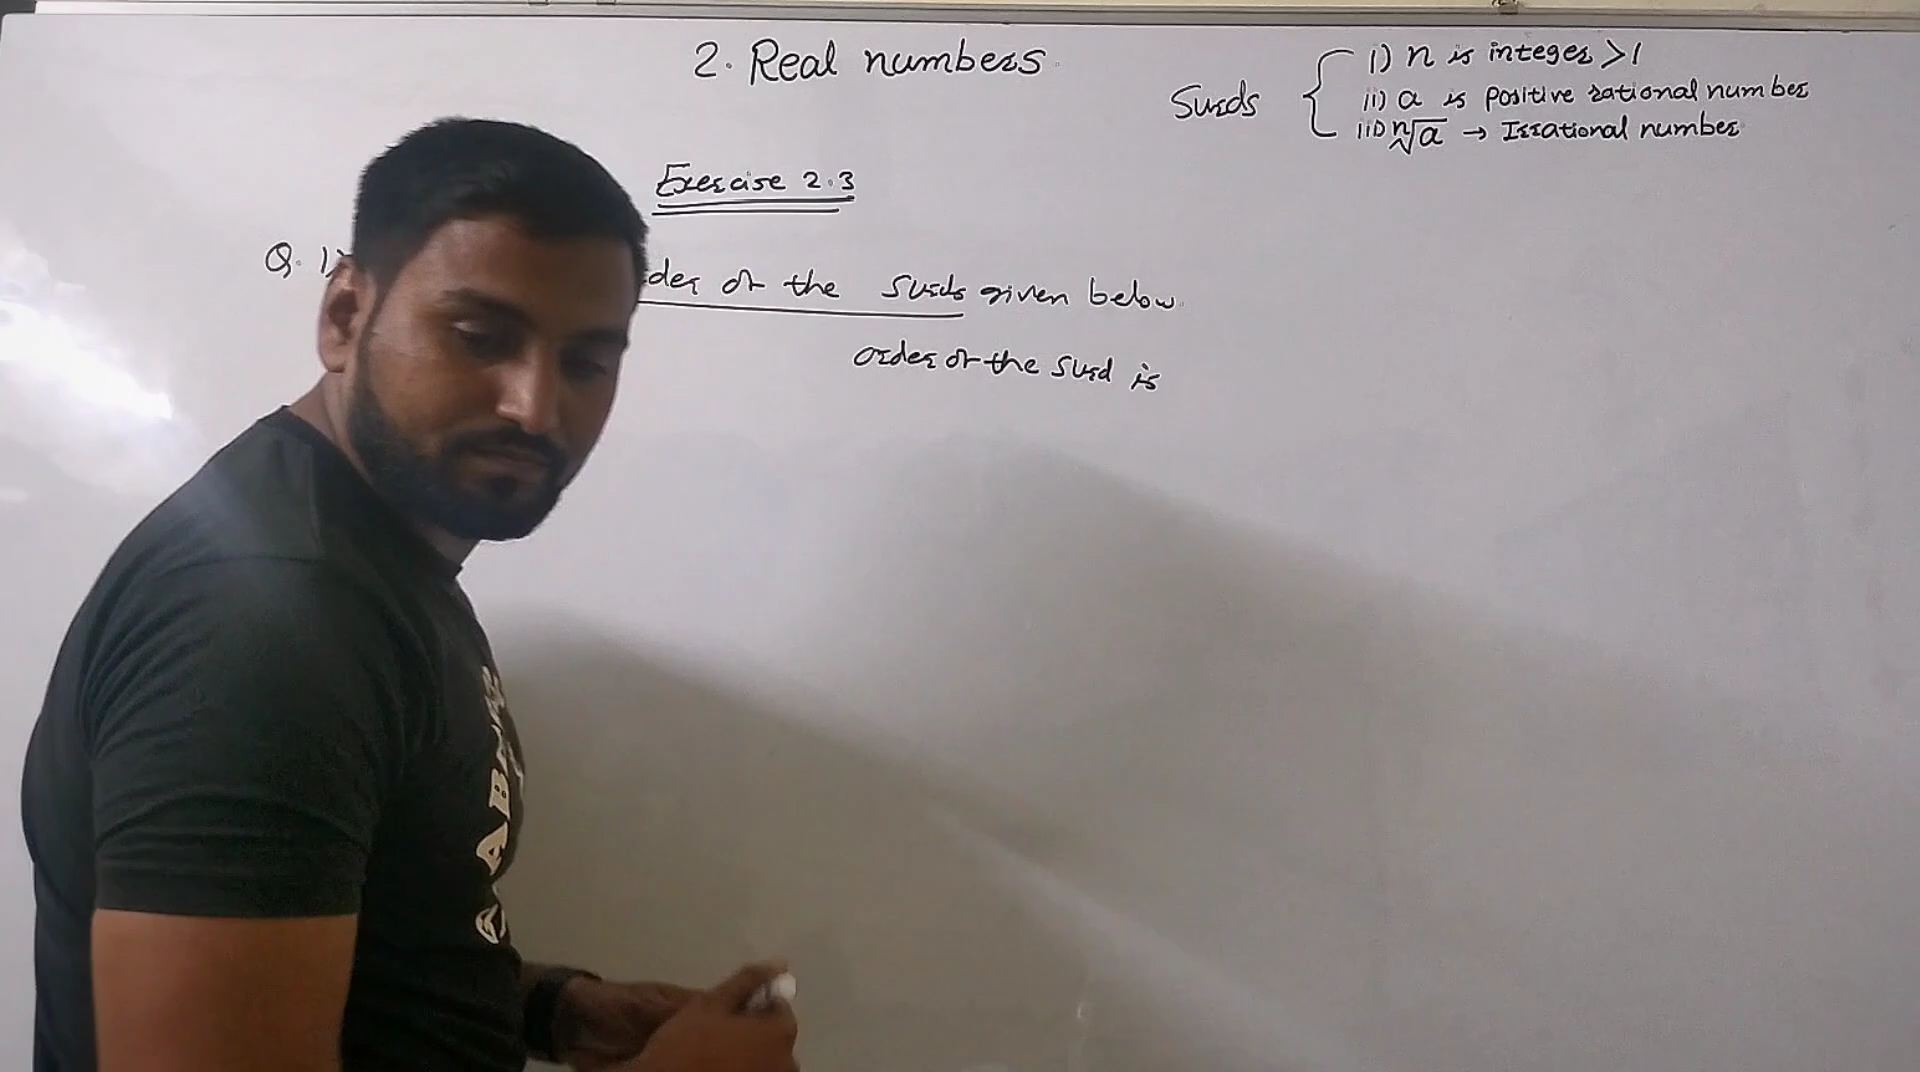 2. Real numbers
Surds { i) n is integer >1
ii) a is positive rational number
iii) ⁿ√a → Irrational number
Exercise 2.3
Q. 1) der of the surds given below
order of the surd is